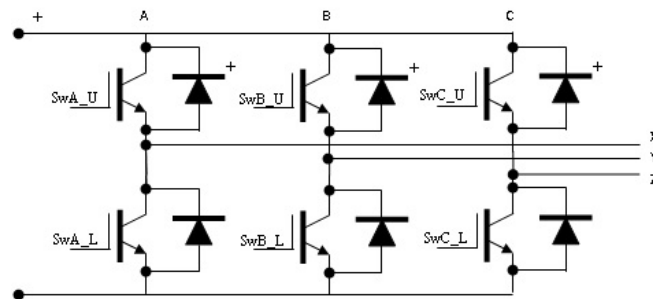 + A B C
+ + +
SwA_U SwB_U SwC_U
X
Y
Z
SwA_L SwB_L SwC_L